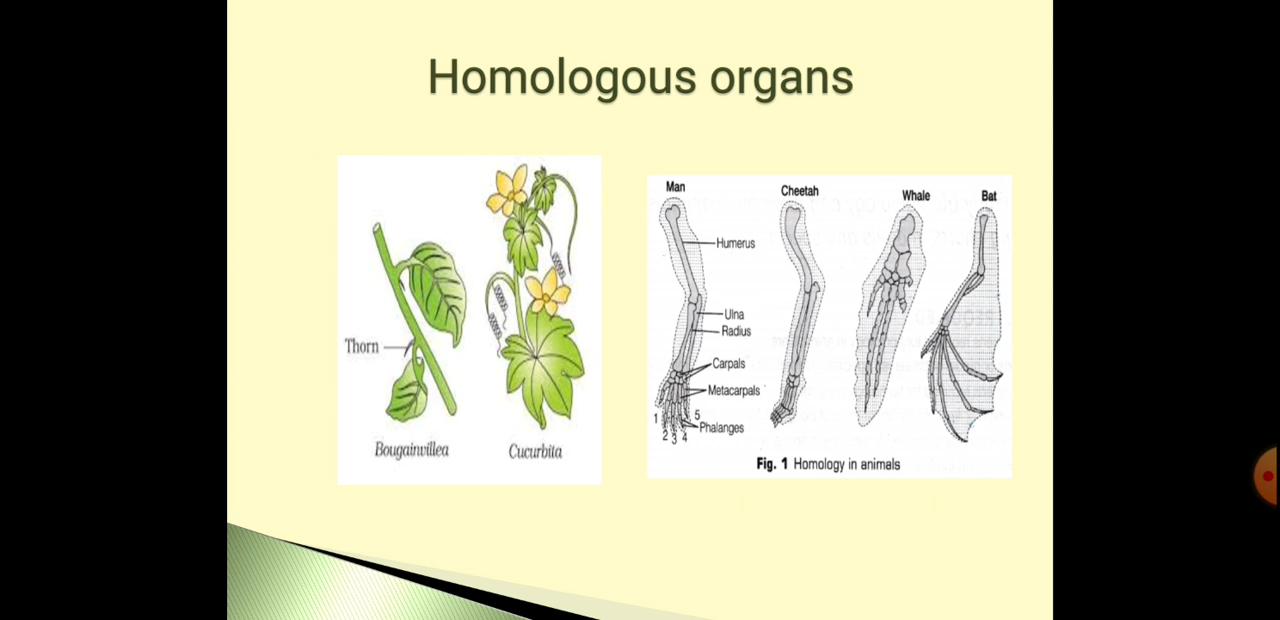 Homologous organs
Thorn
Bougainvillea
Cucurbita
Man
Cheetah
Whale
Bat
Humerus
Ulna
Radius
Carpals
Metacarpals
1
2
3
4
5
Phalanges
Fig. 1 Homology in animals